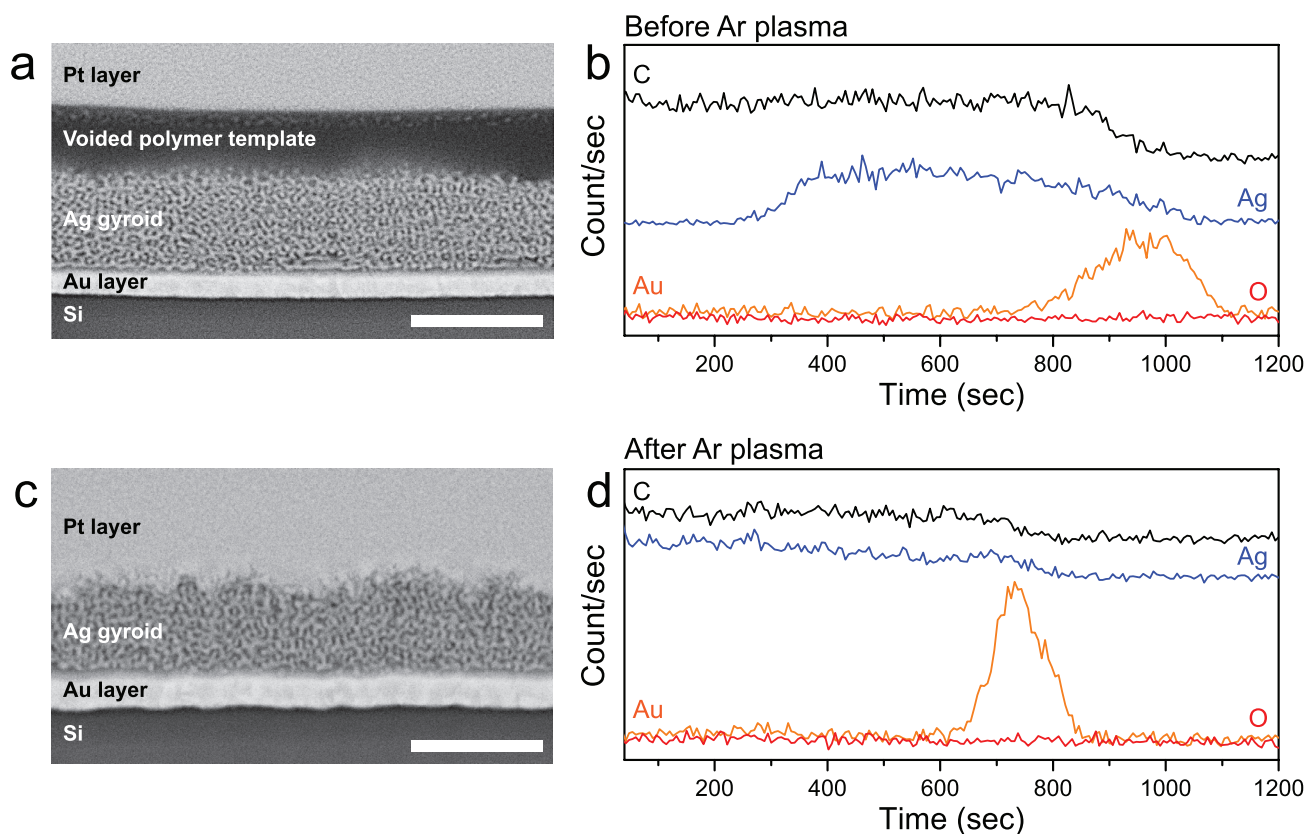 a
Pt layer
Voided polymer template
Ag gyroid
Au layer
Si
b
Before Ar plasma
C
Ag
Au
O
Count/sec
200 400 600 800 1000 1200
Time (sec)
c
Pt layer
Ag gyroid
Au layer
Si
d
After Ar plasma
C
Ag
Au
O
Count/sec
200 400 600 800 1000 1200
Time (sec)